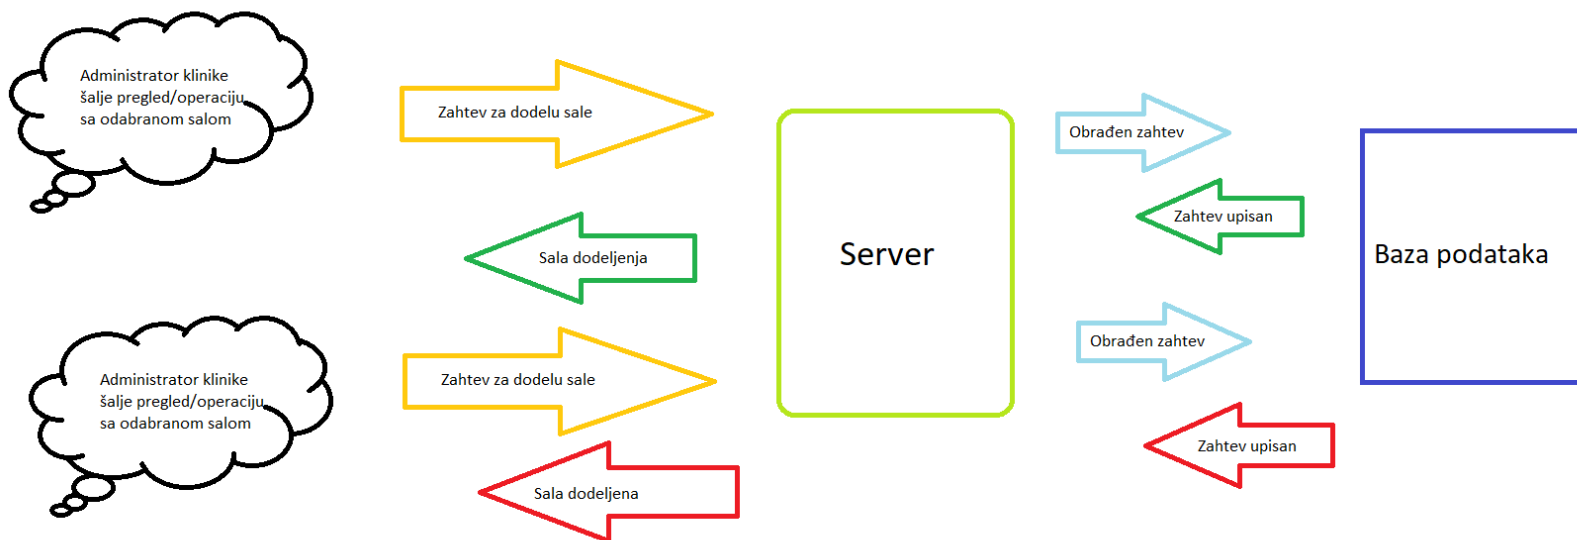 Administrator klinike
šalje pregled/operaciju
sa odabranom salom
Zahtev za dodelu sale
Obrađen zahtev
Zahtev upisan
Sala dodeljenja
Server
Baza podataka
Obrađen zahtev
Administrator klinike
šalje pregled/operaciju
sa odabranom salom
Zahtev za dodelu sale
Zahtev upisan
Sala dodeljena